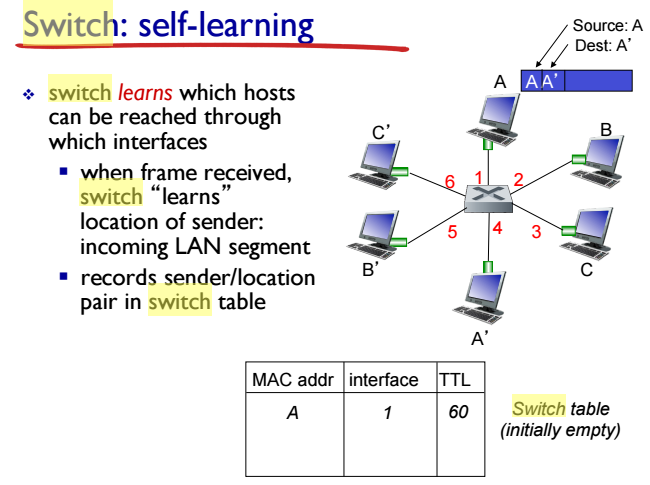 Switch: self-learning
Source: A
Dest: A’
A A’
❖ switch learns which hosts
can be reached through
which interfaces
▪ when frame received,
switch “learns”
location of sender:
incoming LAN segment
▪ records sender/location
pair in switch table
A
C’
B
6 1 2
5 4 3
B’
C
A’
MAC addr interface TTL
A 1 60
Switch table
(initially empty)